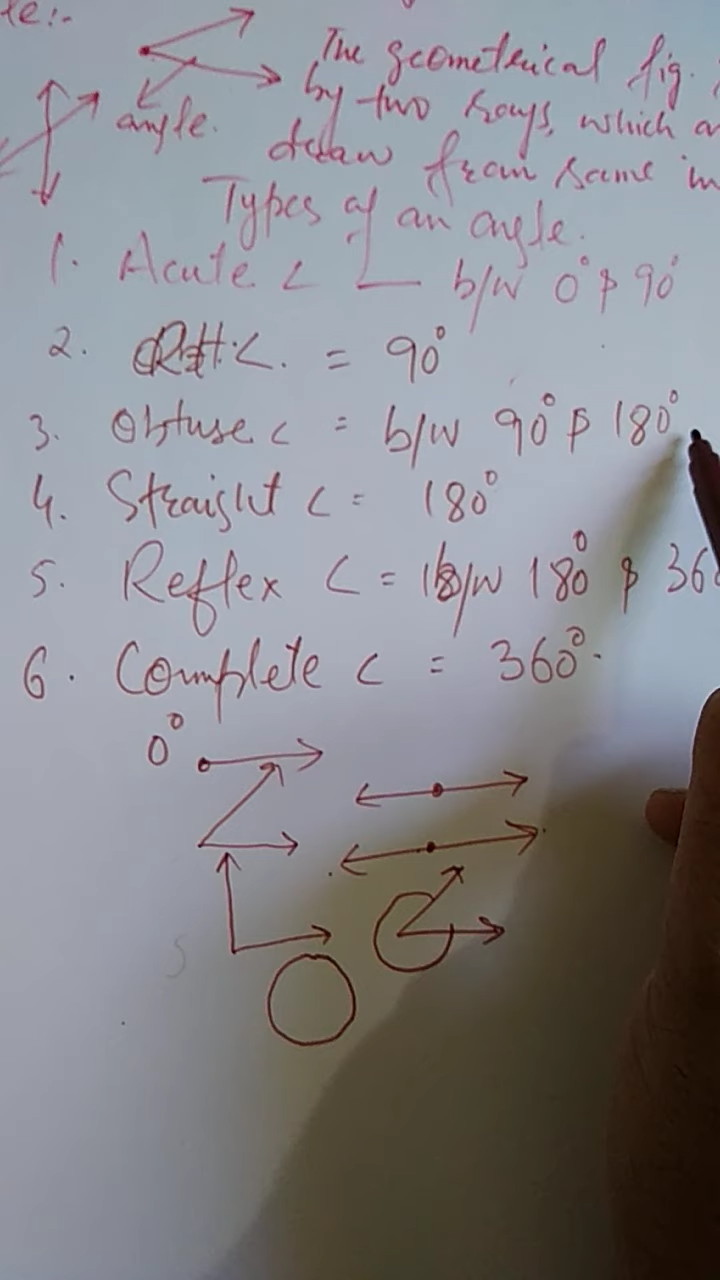 The geometrical fig.
by two rays, which
angle.
draw from same
Types of an angle.
1. Acute ∠ b/w 0° & 90°
2. Rt. ∠. = 90°
3. Obtuse ∠ = b/w 90° & 180°
4. Straight ∠ = 180°
5. Reflex ∠ = b/w 180° & 36
6. Complete ∠ = 360°.
0°